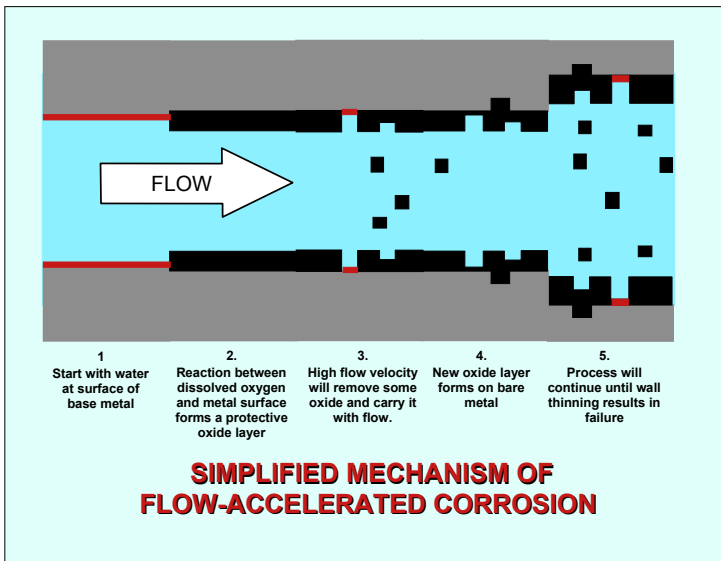 FLOW
1
Start with water
at surface of
base metal
2.
Reaction between
dissolved oxygen
and metal surface
forms a protective
oxide layer
3.
High flow velocity
will remove some
oxide and carry it
with flow.
4.
New oxide layer
forms on bare
metal
5.
Process will
continue until wall
thinning results in
failure
SIMPLIFIED MECHANISM OF
FLOW-ACCELERATED CORROSION